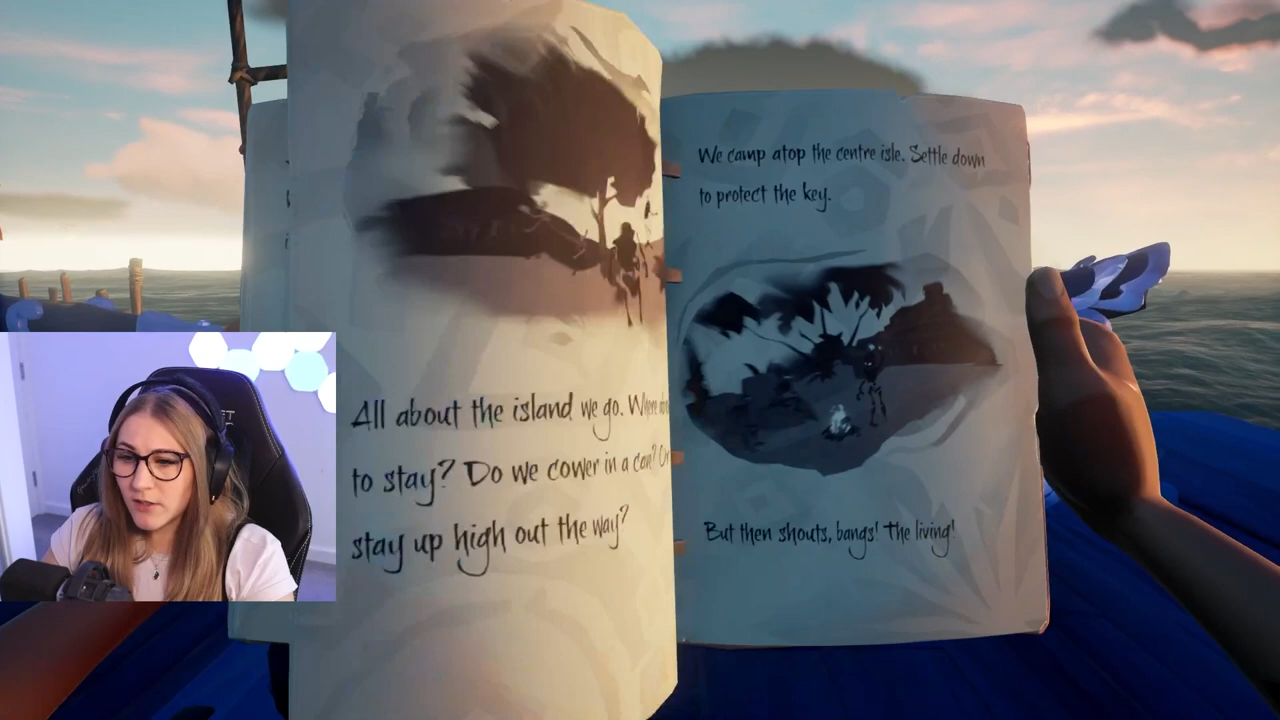 All about the island we go. Where
to stay? Do we cower in a
stay up high out the way?
We camp atop the centre isle. Settle down
to protect the key.
But then shouts, bangs! The living!